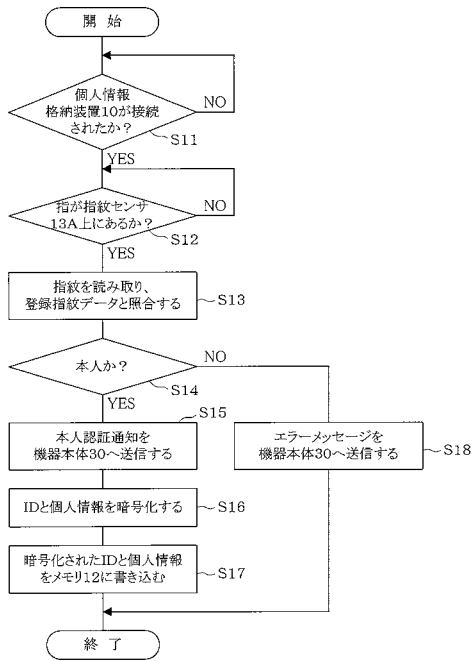 開 始
個人情報
格納装置10が接続
されたか？
NO
S11
YES
指が指紋センサ
13A上にあるか？
NO
S12
YES
指紋を読み取り、
登録指紋データと照合する
S13
本人か？
NO
S14
YES
S15
本人認証通知を
機器本体30へ送信する
エラーメッセージを
機器本体30へ送信する
S18
IDと個人情報を暗号化する
S16
暗号化されたIDと個人情報
をメモリ12に書き込む
S17
終 了